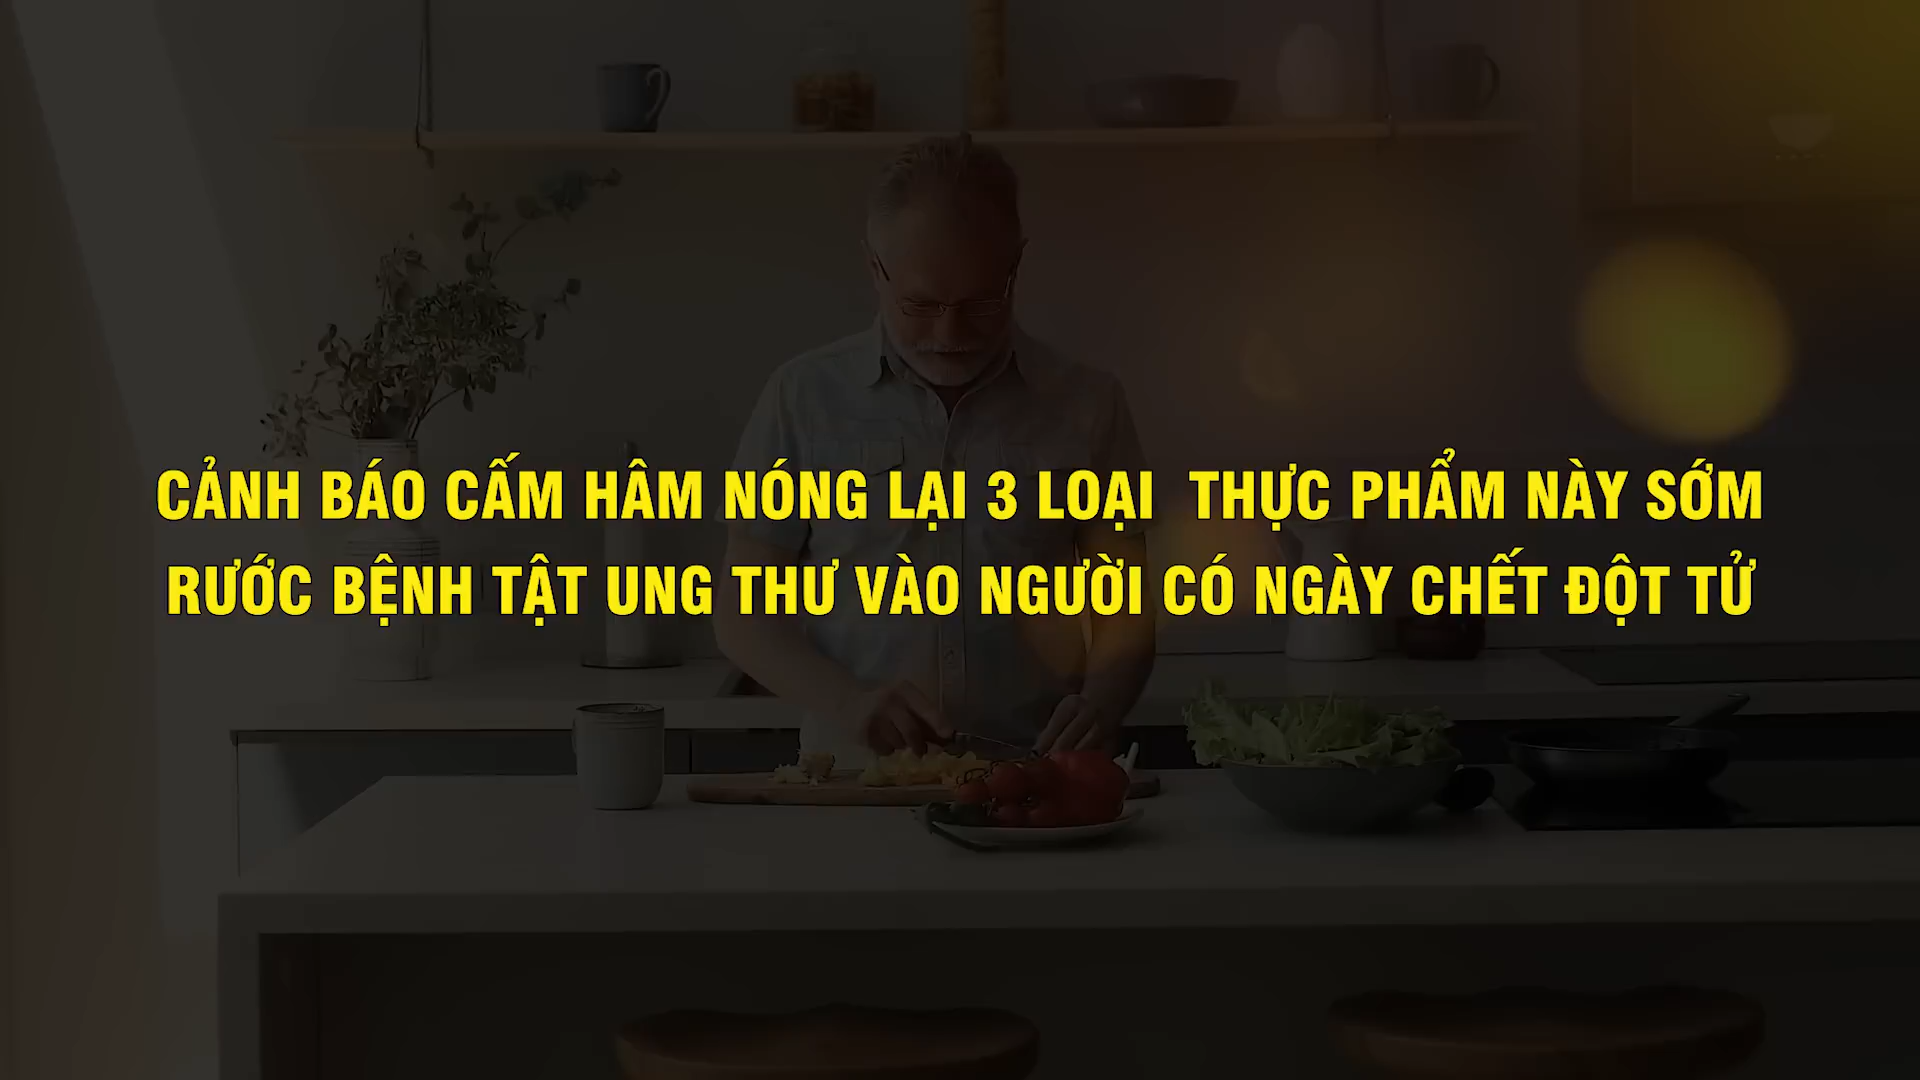 CẢNH BÁO CẤM HÂM NÓNG LẠI 3 LOẠI  THỰC PHẨM NÀY SỚM
RƯỚC BỆNH TẬT UNG THƯ VÀO NGƯỜI CÓ NGÀY CHẾT ĐỘT TỬ